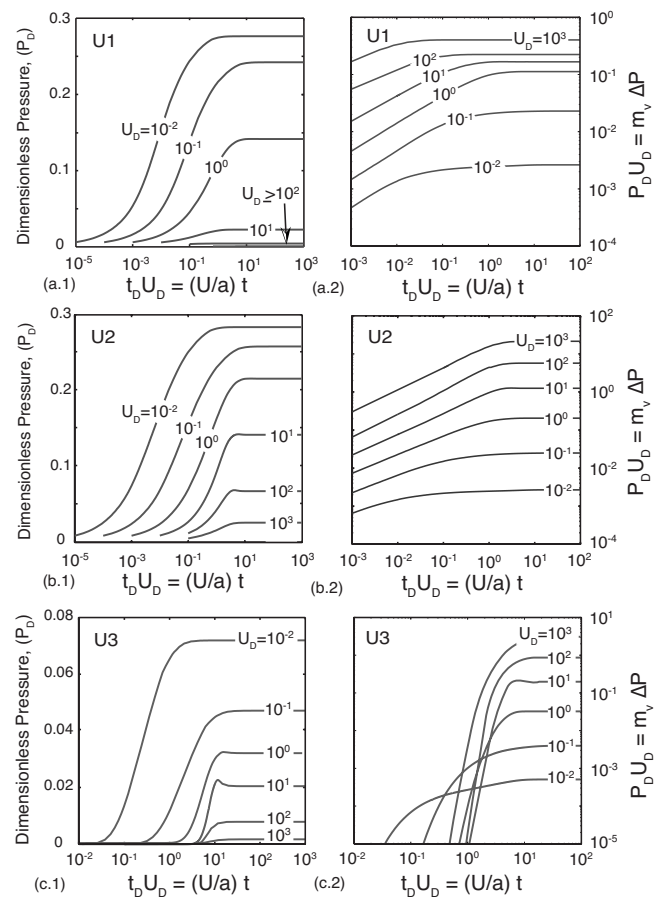 Dimensionless Pressure, (P_D)
0.3
0.2
0.1
0
U1
U_D=10^-2
10^-1
10^0
U_D≥10^2
10^1
10^-5
10^-3
10^-1
10^1
10^3
(a.1)
t_D U_D = (U/a) t
U1
U_D=10^3
10^2
10^1
10^0
10^-1
10^-2
10^0
10^-1
10^-2
10^-3
10^-4
P_D U_D = m_v ΔP
10^-3
10^-2
10^-1
10^0
10^1
10^2
(a.2)
t_D U_D = (U/a) t
Dimensionless Pressure, (P_D)
0.3
0.2
0.1
0
U2
U_D=10^-2
10^-1
10^0
10^1
10^2
10^3
10^-5
10^-3
10^-1
10^1
10^3
(b.1)
t_D U_D = (U/a) t
U2
U_D=10^3
10^2
10^1
10^0
10^-1
10^-2
10^2
10^0
10^-2
10^-4
P_D U_D = m_v ΔP
10^-3
10^-2
10^-1
10^0
10^1
10^2
(b.2)
t_D U_D = (U/a) t
Dimensionless Pressure, (P_D)
0.08
0.06
0.04
0.02
0
U3
U_D=10^-2
10^-1
10^0
10^1
10^2
10^3
10^-2
10^-1
10^0
10^1
10^2
(c.1)
t_D U_D = (U/a) t
U3
U_D=10^3
10^2
10^1
10^0
10^-1
10^-2
10^1
10^-1
10^-3
10^-5
P_D U_D = m_v ΔP
10^-2
10^-1
10^0
10^1
10^2
(c.2)
t_D U_D = (U/a) t